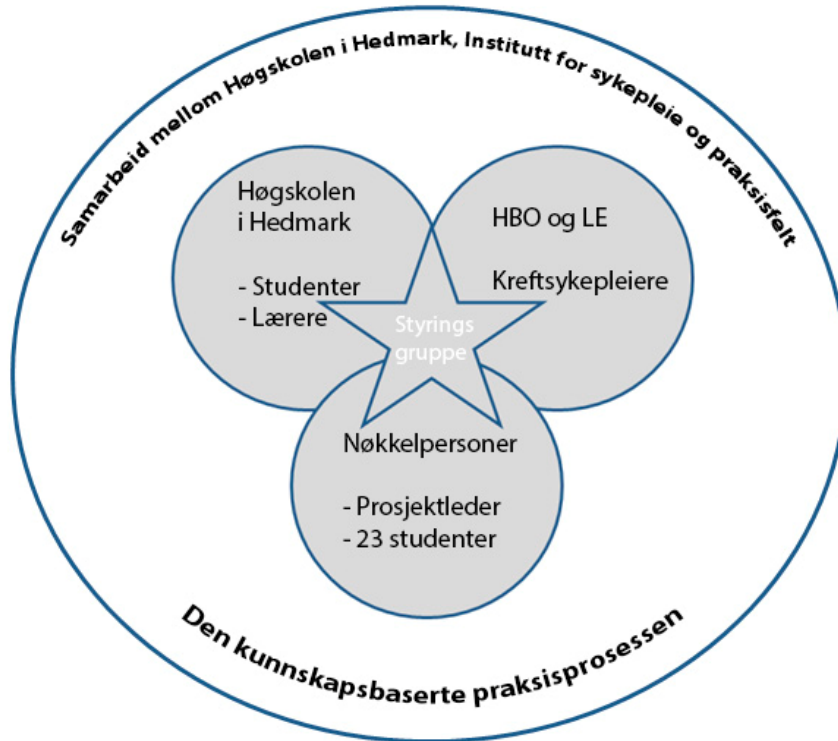 Samarbeid mellom Høgskolen i Hedmark, Institutt for sykepleie og praksisfelt
Høgskolen
i Hedmark
- Studenter
- Lærere
HBO og LE
Kreftsykepleiere
Styrings
gruppe
Nøkkelpersoner
- Prosjektleder
- 23 studenter
Den kunnskapsbaserte praksisprosessen